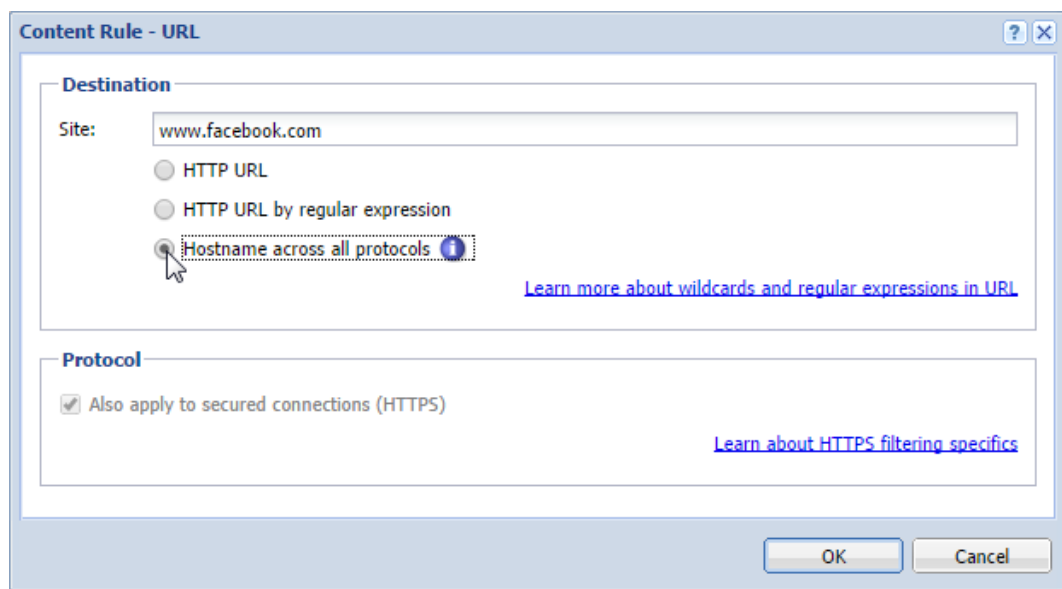 Content Rule - URL
Destination
Site: www.facebook.com
HTTP URL
HTTP URL by regular expression
Hostname across all protocols
Learn more about wildcards and regular expressions in URL
Protocol
Also apply to secured connections (HTTPS)
Learn about HTTPS filtering specifics
OK Cancel